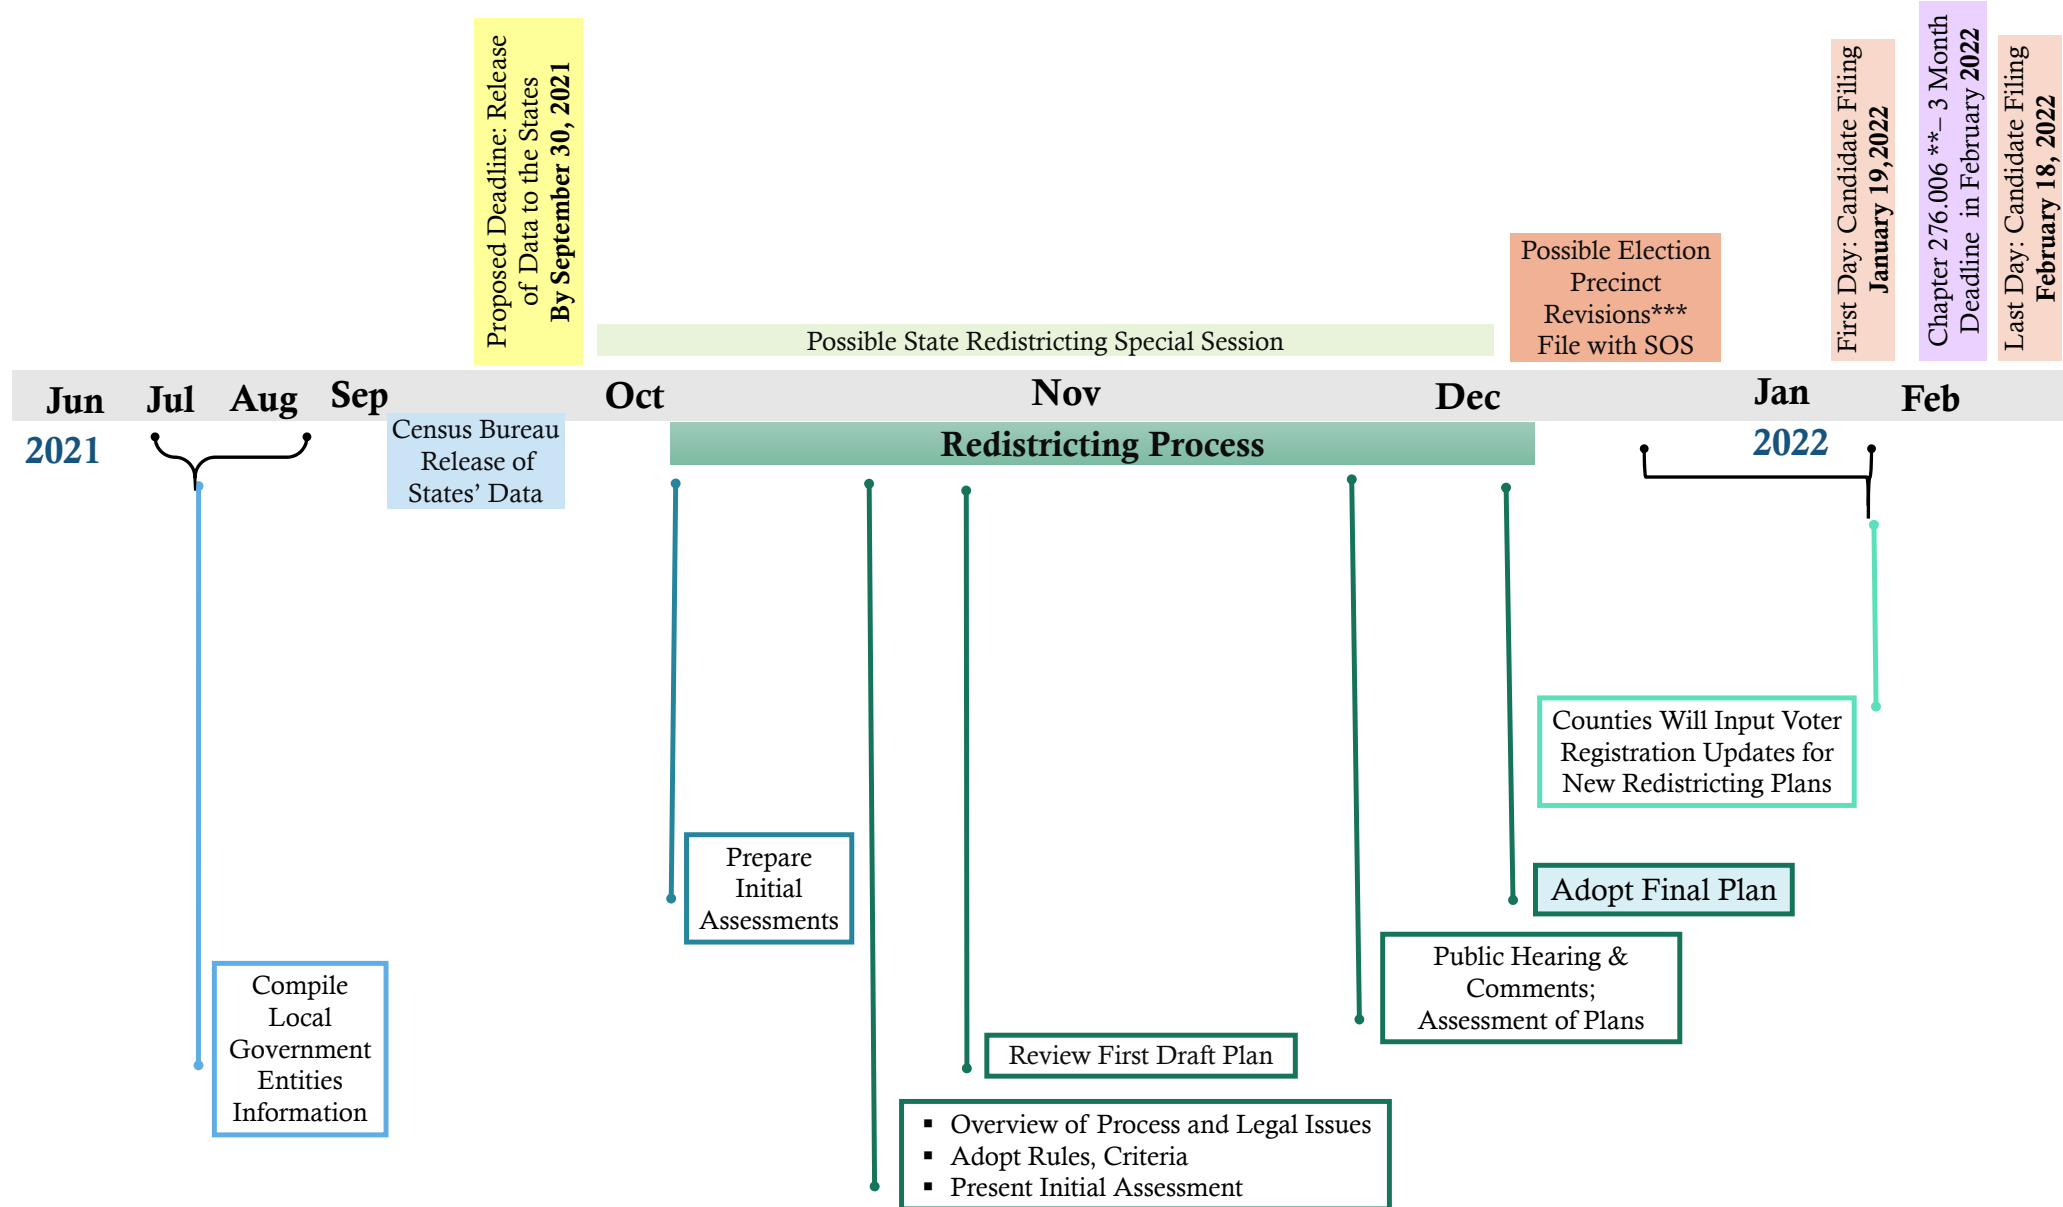 Proposed Deadline: Release
of Data to the States
By September 30, 2021
First Day: Candidate Filing
January 19,2022
Chapter 276.006 **– 3 Month
Deadline  in February 2022
Last Day: Candidate Filing
February 18, 2022
Possible Election
Precinct
Revisions***
File with SOS
Possible State Redistricting Special Session
Jun
Jul
Aug
Sep
Oct
Nov
Dec
Jan
Feb
2021
Census Bureau
Release of
States’ Data
Redistricting Process
2022
Counties Will Input Voter
Registration Updates for
New Redistricting Plans
Prepare
Initial
Assessments
Adopt Final Plan
Public Hearing &
Comments;
Assessment of Plans
Compile
Local
Government
Entities
Information
Review First Draft Plan
▪ Overview of Process and Legal Issues
▪ Adopt Rules, Criteria
▪ Present Initial Assessment